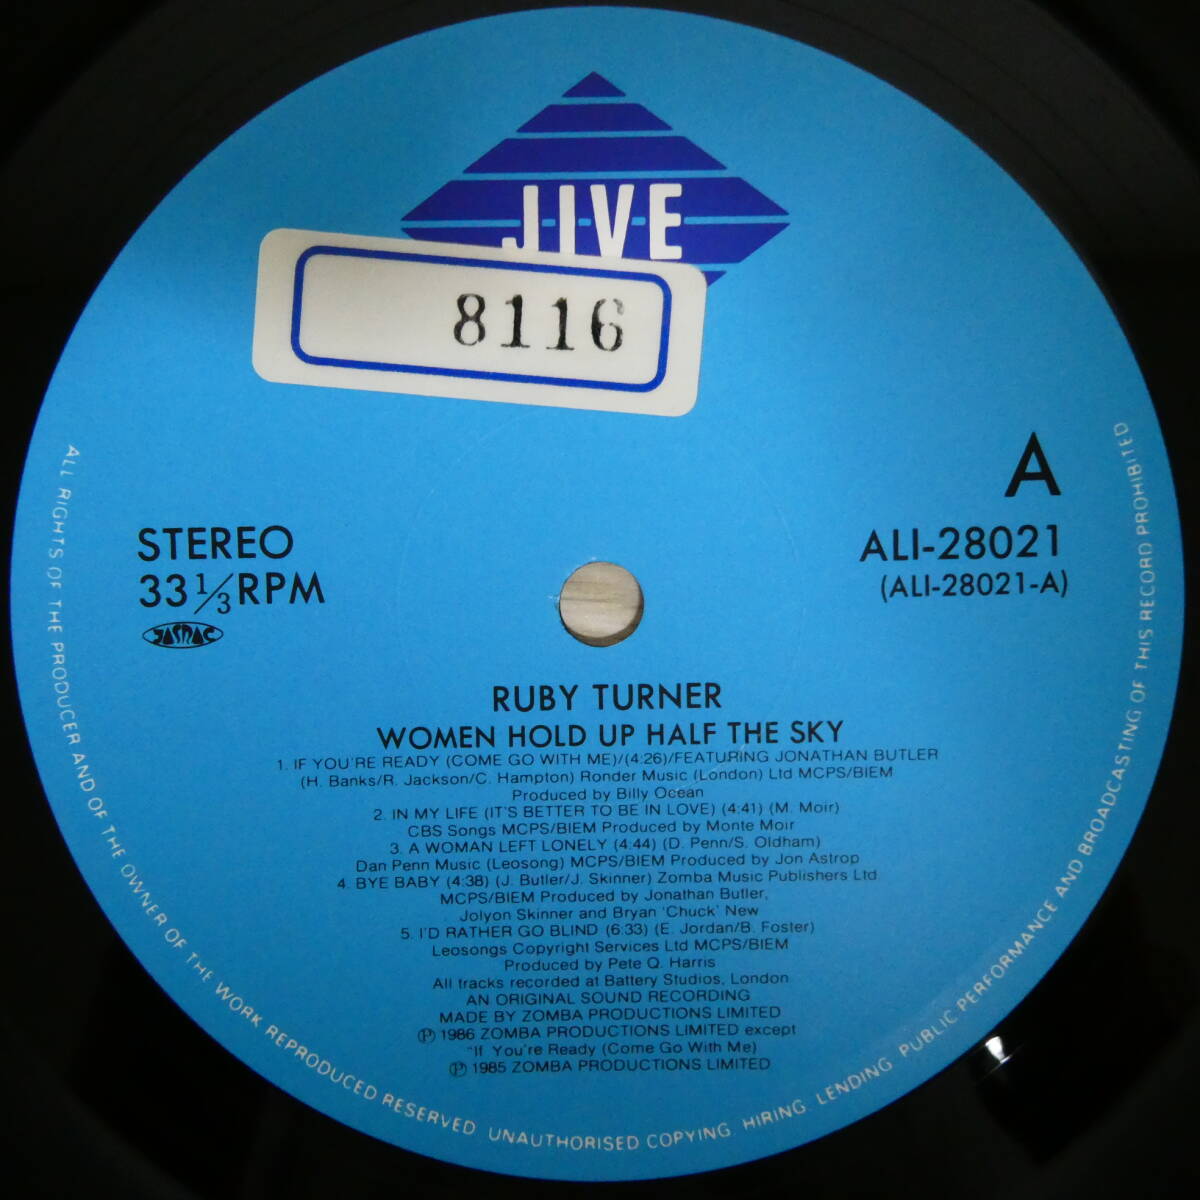 JIVE
8116
A
STEREO
33 1/3 RPM
JASRAC
ALI-28021
(ALI-28021-A)
RUBY TURNER
WOMEN HOLD UP HALF THE SKY
1. IF YOU'RE READY (COME GO WITH ME)/(4:26)/FEATURING JONATHAN BUTLER
(H. Banks/R. Jackson/C. Hampton) Ronder Music (London) Ltd MCPS/BIEM
Produced by Billy Ocean
2. IN MY LIFE (IT'S BETTER TO BE IN LOVE) (4:41) (M. Moir)
CBS Songs MCPS/BIEM Produced by Monte Moir
3. A WOMAN LEFT LONELY (4:44) (D. Penn/S. Oldham)
Dan Penn Music (Leosong) MCPS/BIEM Produced by Jon Astrop
4. BYE BABY (4:38) (J. Butler/J. Skinner) Zomba Music Publishers Ltd
MCPS/BIEM Produced by Jonathan Butler,
Jolyon Skinner and Bryan 'Chuck' New
5. I'D RATHER GO BLIND (6:33) (E. Jordan/B. Foster)
Leosongs Copyright Services Ltd MCPS/BIEM
Produced by Pete Q. Harris
All tracks recorded at Battery Studios, London
AN ORIGINAL SOUND RECORDING
MADE BY ZOMBA PRODUCTIONS LIMITED
℗ 1986 ZOMBA PRODUCTIONS LIMITED except
"If You're Ready (Come Go With Me)
℗ 1985 ZOMBA PRODUCTIONS LIMITED
ALL RIGHTS OF THE PRODUCER AND OF THE OWNER OF THE WORK REPRODUCED RESERVED. UNAUTHORISED COPYING. HIRING. LENDING. PUBLIC PERFORMANCE AND BROADCASTING OF THIS RECORD PROHIBITED